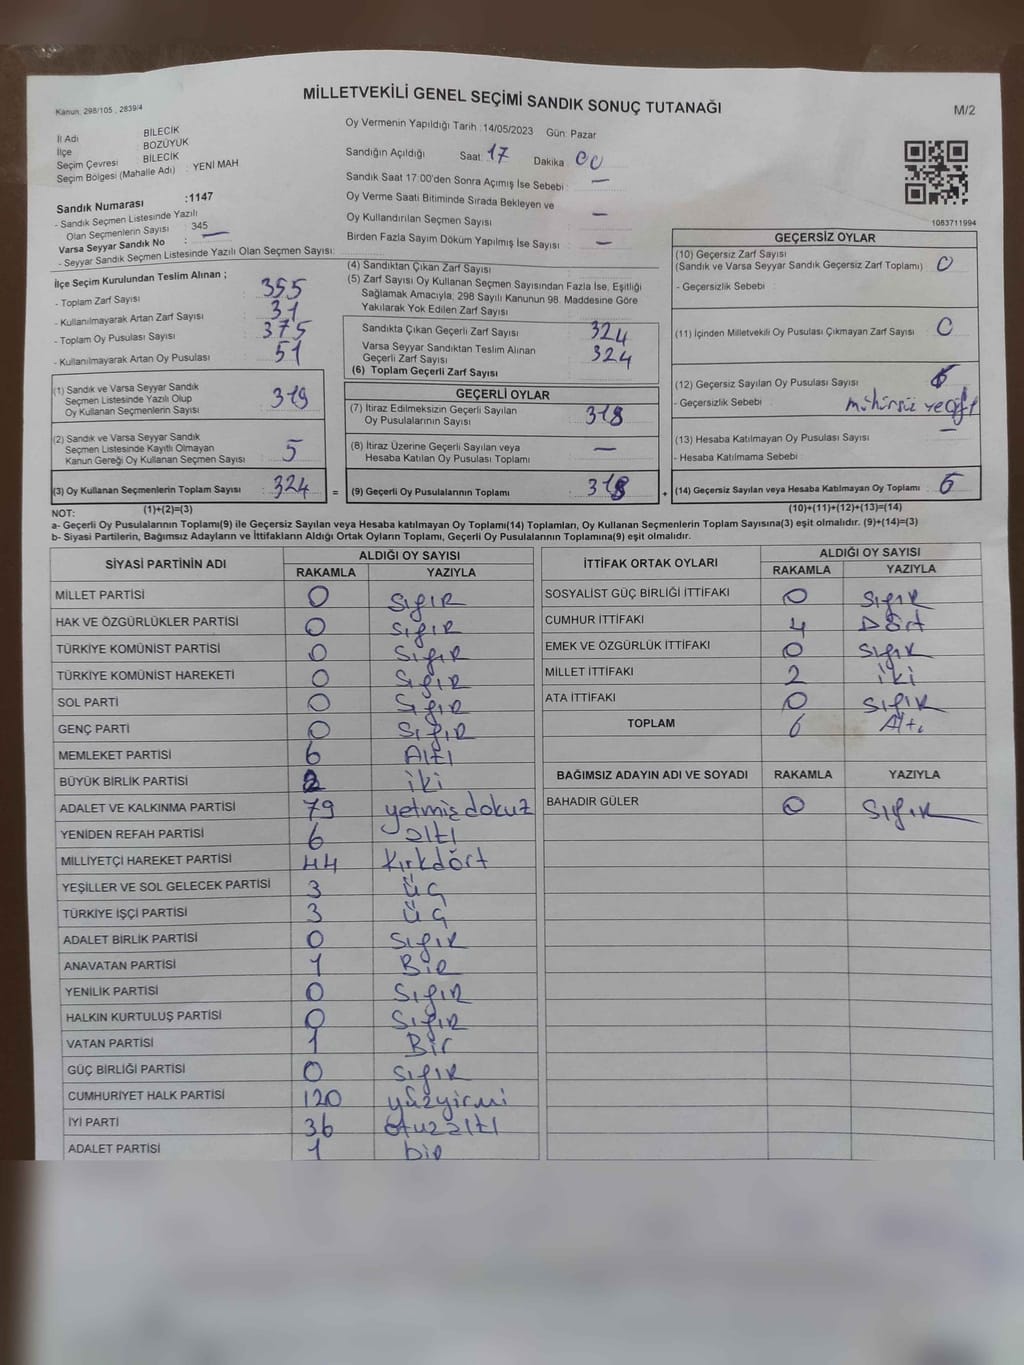 MİLLETVEKİLİ GENEL SEÇİMİ SANDIK SONUÇ TUTANAĞI
Kanun. 298/105 , 2839/4
M/2
İl Adı BİLECİK
İlçe BOZÜYÜK
Seçim Çevresi BİLECİK
Seçim Bölgesi (Mahalle Adı) : YENİ MAH
Sandık Numarası :1147
- Sandık Seçmen Listesinde Yazılı
Olan Seçmenlerin Sayısı : 345
Varsa Seyyar Sandık No : —
- Seyyar Sandık Seçmen Listesinde Yazılı Olan Seçmen Sayısı:
Oy Vermenin Yapıldığı Tarih :14/05/2023 Gün: Pazar
Sandığın Açıldığı Saat: 17 Dakika : 00
Sandık Saat 17:00'den Sonra Açımış İse Sebebi : —
Oy Verme Saati Bitiminde Sırada Bekleyen ve
Oy Kullandırılan Seçmen Sayısı : —
Birden Fazla Sayım Döküm Yapılmış İse Sayısı : —
1063711994
İlçe Seçim Kurulundan Teslim Alınan ;
- Toplam Zarf Sayısı : 355
- Kullanılmayarak Artan Zarf Sayısı : 31
- Toplam Oy Pusulası Sayısı : 375
- Kullanılmayarak Artan Oy Pusulası : 51
(1) Sandık ve Varsa Seyyar Sandık
Seçmen Listesinde Yazılı Olup
Oy Kullanan Seçmenlerin Sayısı : 319
(2) Sandık ve Varsa Seyyar Sandık
Seçmen Listesinde Kayıtlı Olmayan
Kanun Gereği Oy Kullanan Seçmen Sayısı : 5
(3) Oy Kullanan Seçmenlerin Toplam Sayısı : 324
(1)+(2)=(3)
(4) Sandıktan Çıkan Zarf Sayısı :
(5) Zarf Sayısı Oy Kullanan Seçmen Sayısından Fazla İse, Eşitliği
Sağlamak Amacıyla; 298 Sayılı Kanunun 98. Maddesine Göre
Yakılarak Yok Edilen Zarf Sayısı :
Sandıkta Çıkan Geçerli Zarf Sayısı : 324
Varsa Seyyar Sandıktan Teslim Alınan
Geçerli Zarf Sayısı : 324
(6) Toplam Geçerli Zarf Sayısı :
GEÇERLİ OYLAR
(7) İtiraz Edilmeksizin Geçerli Sayılan
Oy Pusulalarının Sayısı : 318
(8) İtiraz Üzerine Geçerli Sayılan veya
Hesaba Katılan Oy Pusulası Toplamı : —
= (9) Geçerli Oy Pusulalarının Toplamı : 318
GEÇERSİZ OYLAR
(10) Geçersiz Zarf Sayısı
(Sandık ve Varsa Seyyar Sandık Geçersiz Zarf Toplamı) : 0
- Geçersizlik Sebebi :
(11) İçinden Milletvekili Oy Pusulası Çıkmayan Zarf Sayısı : 0
(12) Geçersiz Sayılan Oy Pusulası Sayısı : 6
- Geçersizlik Sebebi : mühürsüz ve çift
(13) Hesaba Katılmayan Oy Pusulası Sayısı : —
- Hesaba Katılmama Sebebi :
+ (14) Geçersiz Sayılan veya Hesaba Katılmayan Oy Toplamı : 6
(10)+(11)+(12)+(13)=(14)
NOT:
a- Geçerli Oy Pusulalarının Toplamı(9) ile Geçersiz Sayılan veya Hesaba katılmayan Oy Toplamı(14) Toplamları, Oy Kullanan Seçmenlerin Toplam Sayısına(3) eşit olmalıdır. (9)+(14)=(3)
b- Siyasi Partilerin, Bağımsız Adayların ve İttifakların Aldığı Ortak Oyların Toplamı, Geçerli Oy Pusulalarının Toplamına(9) eşit olmalıdır.
SİYASİ PARTİNİN ADI ALDIĞI OY SAYISI
RAKAMLA YAZIYLA
MİLLET PARTİSİ 0 sıfır
HAK VE ÖZGÜRLÜKLER PARTİSİ 0 sıfır
TÜRKİYE KOMÜNİST PARTİSİ 0 sıfır
TÜRKİYE KOMÜNİST HAREKETİ 0 sıfır
SOL PARTİ 0 sıfır
GENÇ PARTİ 0 sıfır
MEMLEKET PARTİSİ 6 Altı
BÜYÜK BİRLİK PARTİSİ 2 iki
ADALET VE KALKINMA PARTİSİ 79 yetmiş dokuz
YENİDEN REFAH PARTİSİ 6 altı
MİLLİYETÇİ HAREKET PARTİSİ 44 Kırkdört
YEŞİLLER VE SOL GELECEK PARTİSİ 3 üç
TÜRKİYE İŞÇİ PARTİSİ 3 üç
ADALET BİRLİK PARTİSİ 0 sıfır
ANAVATAN PARTİSİ 1 Bir
YENİLİK PARTİSİ 0 sıfır
HALKIN KURTULUŞ PARTİSİ 0 sıfır
VATAN PARTİSİ 1 Bir
GÜÇ BİRLİĞİ PARTİSİ 0 sıfır
CUMHURİYET HALK PARTİSİ 120 yüzyirmi
İYİ PARTİ 36 otuzaltı
ADALET PARTİSİ 1 bir
İTTİFAK ORTAK OYLARI ALDIĞI OY SAYISI
RAKAMLA YAZIYLA
SOSYALİST GÜÇ BİRLİĞİ İTTİFAKI 0 sıfır
CUMHUR İTTİFAKI 4 Dört
EMEK VE ÖZGÜRLÜK İTTİFAKI 0 sıfır
MİLLET İTTİFAKI 2 iki
ATA İTTİFAKI 0 sıfır
TOPLAM 6 Altı
BAĞIMSIZ ADAYIN ADI VE SOYADI RAKAMLA YAZIYLA
BAHADIR GÜLER 0 sıfır